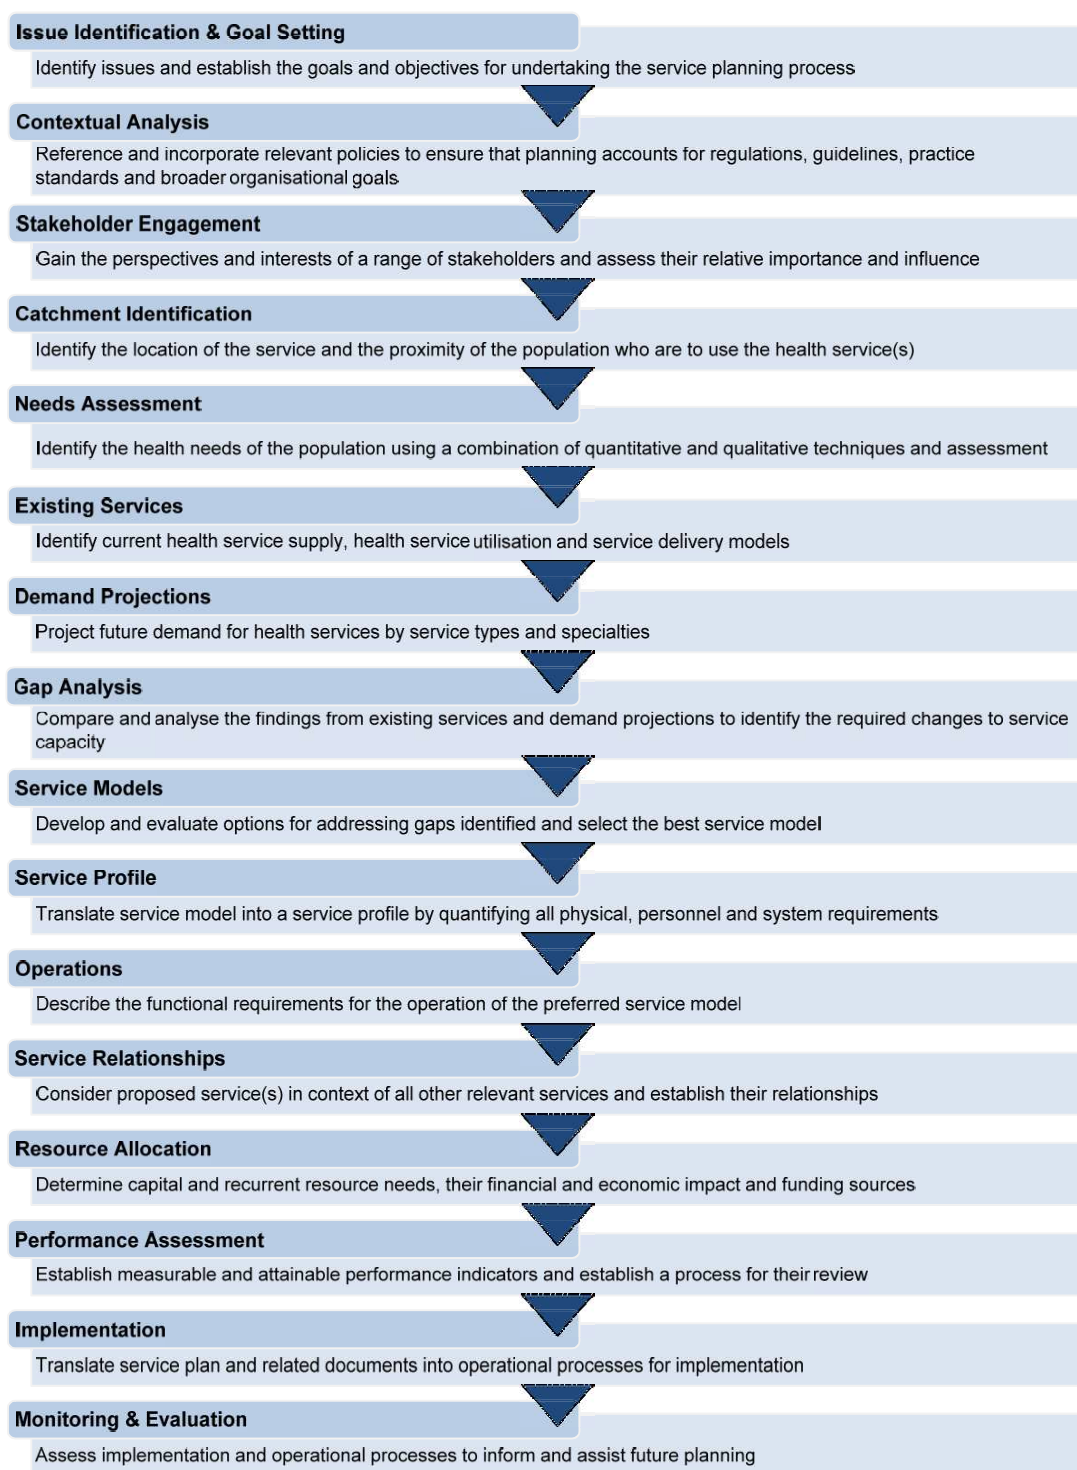 Issue Identification & Goal Setting
Identify issues and establish the goals and objectives for undertaking the service planning process
Contextual Analysis
Reference and incorporate relevant policies to ensure that planning accounts for regulations, guidelines, practice
standards and broader organisational goals
Stakeholder Engagement
Gain the perspectives and interests of a range of stakeholders and assess their relative importance and influence
Catchment Identification
Identify the location of the service and the proximity of the population who are to use the health service(s)
Needs Assessment
Identify the health needs of the population using a combination of quantitative and qualitative techniques and assessment
Existing Services
Identify current health service supply, health service utilisation and service delivery models
Demand Projections
Project future demand for health services by service types and specialties
Gap Analysis
Compare and analyse the findings from existing services and demand projections to identify the required changes to service
capacity
Service Models
Develop and evaluate options for addressing gaps identified and select the best service model
Service Profile
Translate service model into a service profile by quantifying all physical, personnel and system requirements
Operations
Describe the functional requirements for the operation of the preferred service model
Service Relationships
Consider proposed service(s) in context of all other relevant services and establish their relationships
Resource Allocation
Determine capital and recurrent resource needs, their financial and economic impact and funding sources
Performance Assessment
Establish measurable and attainable performance indicators and establish a process for their review
Implementation
Translate service plan and related documents into operational processes for implementation
Monitoring & Evaluation
Assess implementation and operational processes to inform and assist future planning